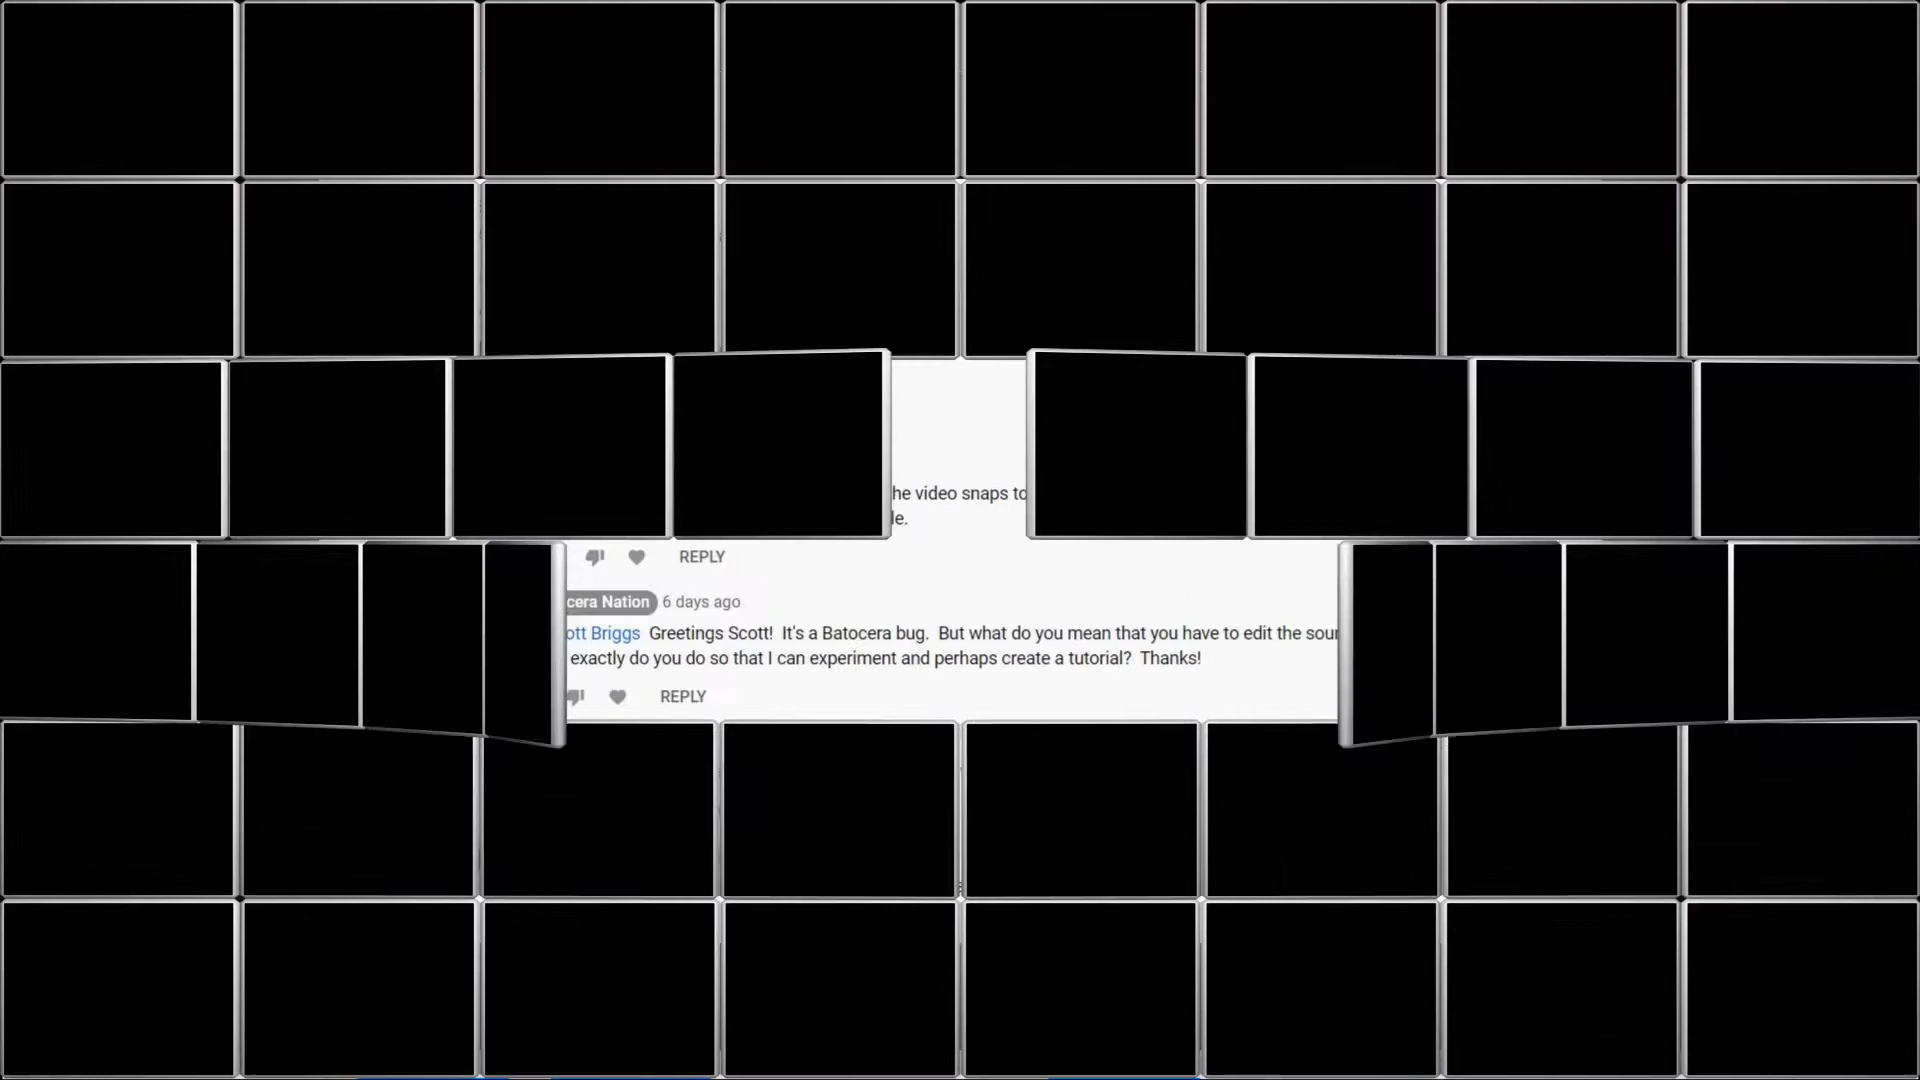 he video snaps to
le.
REPLY
cera Nation 6 days ago
ott Briggs Greetings Scott! It's a Batocera bug. But what do you mean that you have to edit the sour
exactly do you do so that I can experiment and perhaps create a tutorial? Thanks!
REPLY